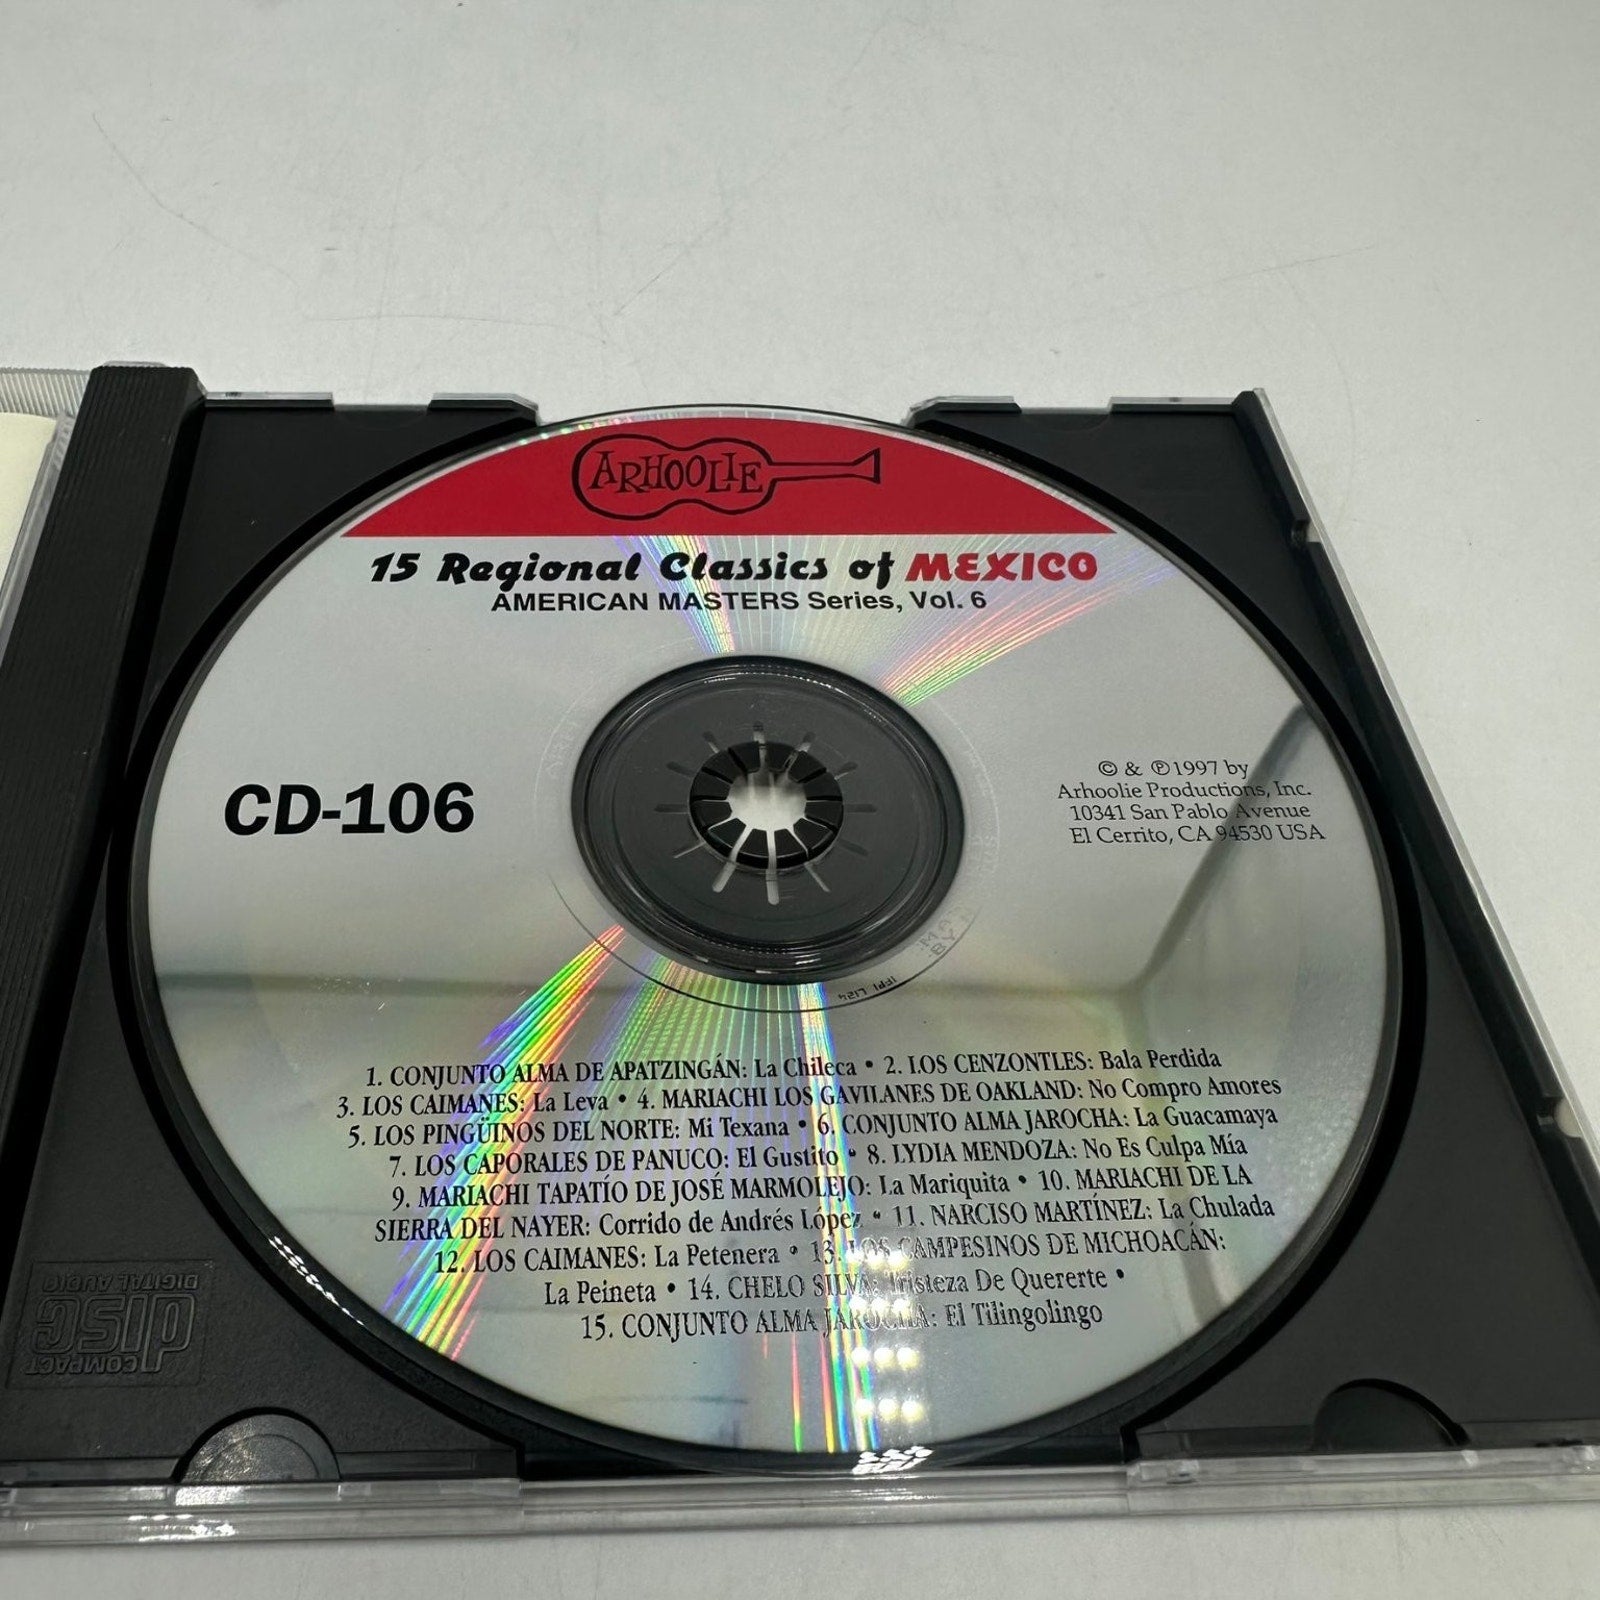 ARHOOLIE
15 Regional Classics of MEXICO
AMERICAN MASTERS Series, Vol. 6
CD-106
© & ℗1997 by
Arhoolie Productions, Inc.
10341 San Pablo Avenue
El Cerrito, CA 94530 USA
IFPI L124
1. CONJUNTO ALMA DE APATZINGÁN: La Chileca • 2. LOS CENZONTLES: Bala Perdida
3. LOS CAIMANES: La Leva • 4. MARIACHI LOS GAVILANES DE OAKLAND: No Compro Amores
5. LOS PINGÜINOS DEL NORTE: Mi Texana • 6. CONJUNTO ALMA JAROCHA: La Guacamaya
7. LOS CAPORALES DE PANUCO: El Gustito • 8. LYDIA MENDOZA: No Es Culpa Mía
9. MARIACHI TAPATÍO DE JOSÉ MARMOLEJO: La Mariquita • 10. MARIACHI DE LA
SIERRA DEL NAYER: Corrido de Andrés López • 11. NARCISO MARTÍNEZ: La Chulada
12. LOS CAIMANES: La Petenera • 13. LOS CAMPESINOS DE MICHOACÁN:
La Peineta • 14. CHELO SILVA: Tristeza De Quererte •
15. CONJUNTO ALMA JAROCHA: El Tilingolingo
COMPACT
disc
DIGITAL AUDIO